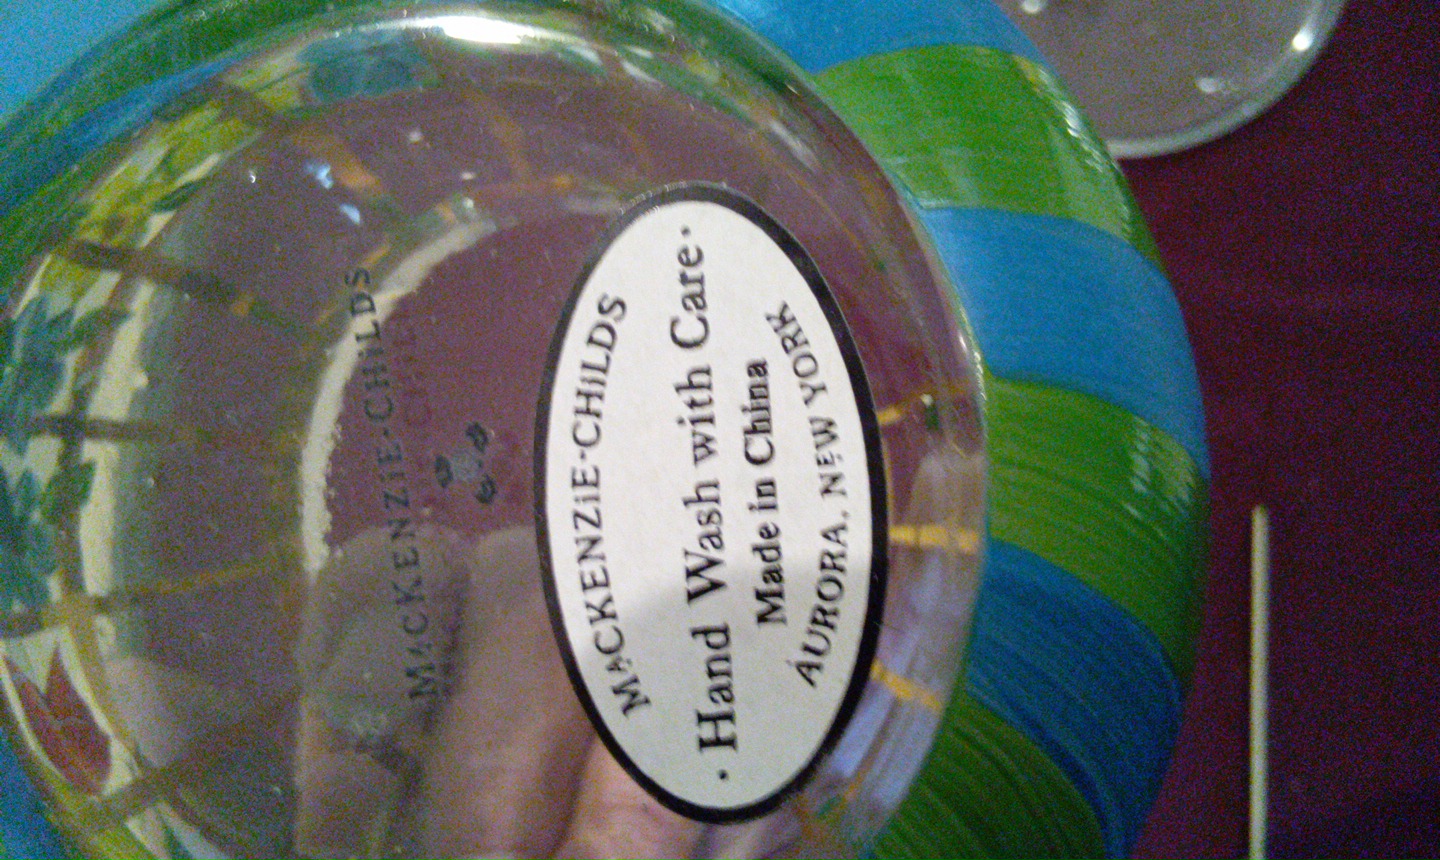 MACKENZIE-CHILDS
MACKENZIE-CHILDS
· Hand Wash with Care ·
Made in China
AURORA, NEW YORK